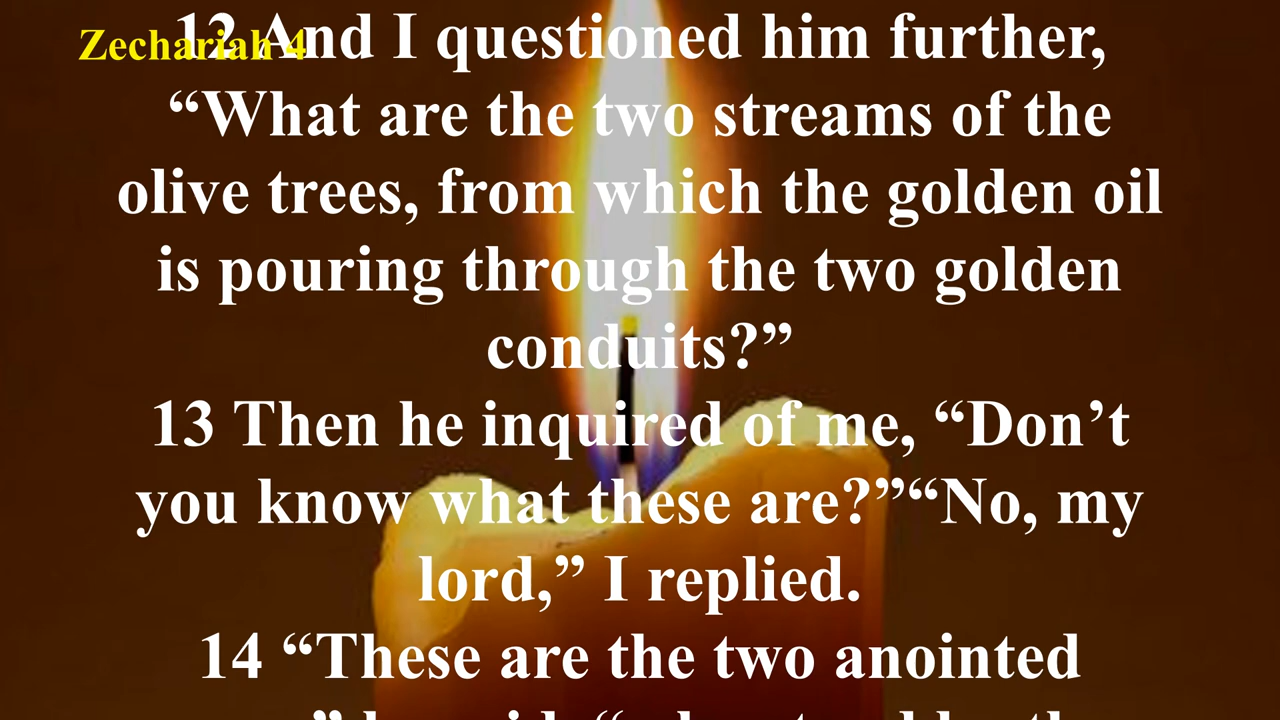 Zechariah 4
12 And I questioned him further,
“What are the two streams of the
olive trees, from which the golden oil
is pouring through the two golden
conduits?”
13 Then he inquired of me, “Don’t
you know what these are?”“No, my
lord,” I replied.
14 “These are the two anointed